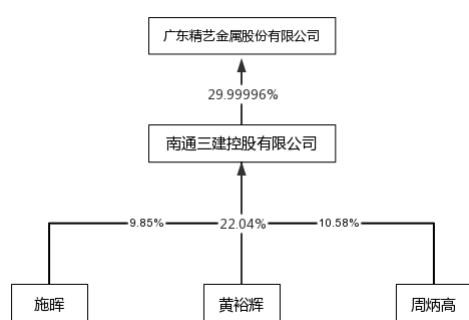 广东精艺金属股份有限公司
29.99996%
南通三建控股有限公司
9.85%
22.04%
10.58%
施晖
黄裕辉
周炳高